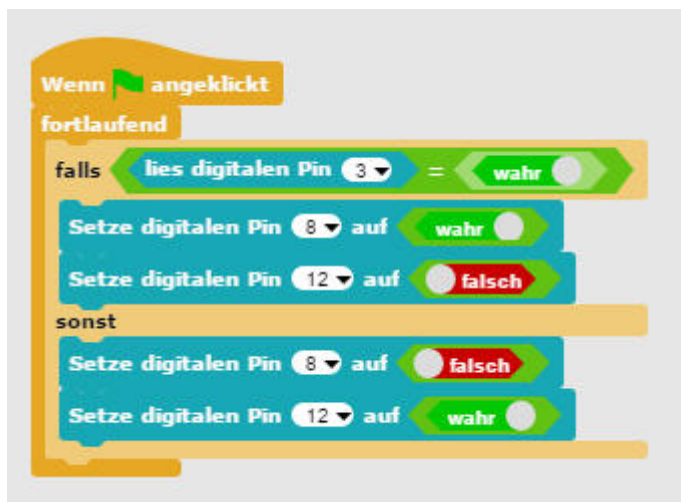 Wenn angeklickt
fortlaufend
falls lies digitalen Pin 3 = wahr
Setze digitalen Pin 8 auf wahr
Setze digitalen Pin 12 auf falsch
sonst
Setze digitalen Pin 8 auf falsch
Setze digitalen Pin 12 auf wahr